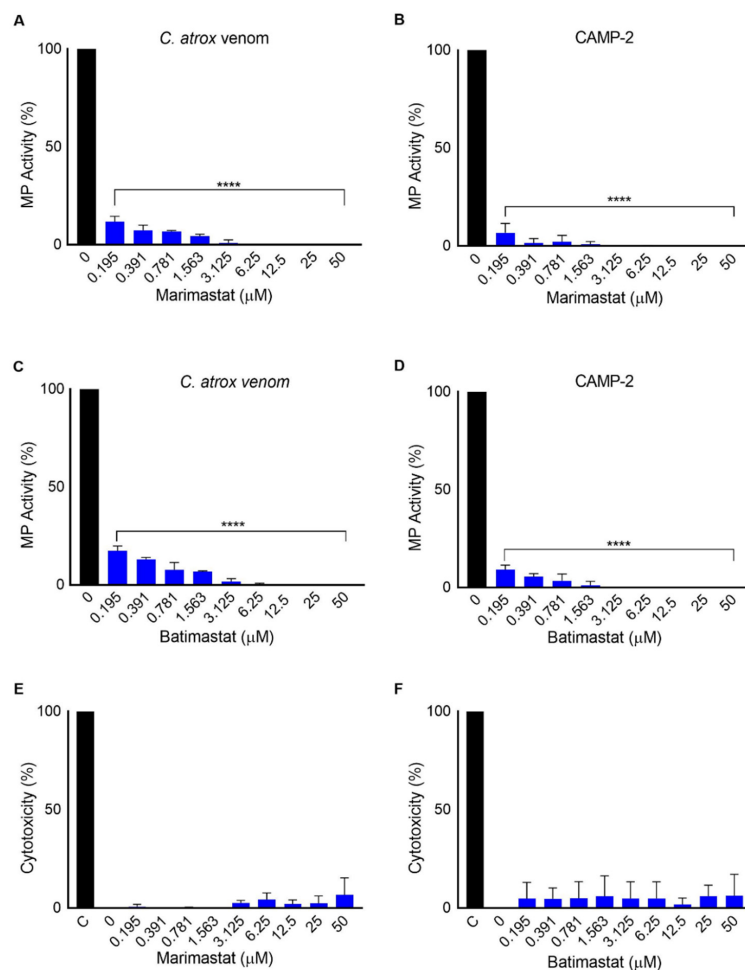 A
C. atrox venom
MP Activity (%)
100
50
0
****
0 0.195 0.391 0.781 1.563 3.125 6.25 12.5 25 50
Marimastat (μM)
B
CAMP-2
MP Activity (%)
100
50
0
****
0 0.195 0.391 0.781 1.563 3.125 6.25 12.5 25 50
Marimastat (μM)
C
C. atrox venom
MP Activity (%)
100
50
0
****
0 0.195 0.391 0.781 1.563 3.125 6.25 12.5 25 50
Batimastat (μM)
D
CAMP-2
MP Activity (%)
100
50
0
****
0 0.195 0.391 0.781 1.563 3.125 6.25 12.5 25 50
Batimastat (μM)
E
Cytotoxicity (%)
100
50
0
C 0 0.195 0.391 0.781 1.563 3.125 6.25 12.5 25 50
Marimastat (μM)
F
Cytotoxicity (%)
100
50
0
C 0 0.195 0.391 0.781 1.563 3.125 6.25 12.5 25 50
Batimastat (μM)